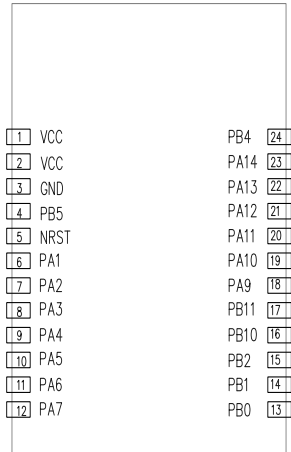 1 VCC PB4 24
2 VCC PA14 23
3 GND PA13 22
4 PB5 PA12 21
5 NRST PA11 20
6 PA1 PA10 19
7 PA2 PA9 18
8 PA3 PB11 17
9 PA4 PB10 16
10 PA5 PB2 15
11 PA6 PB1 14
12 PA7 PB0 13